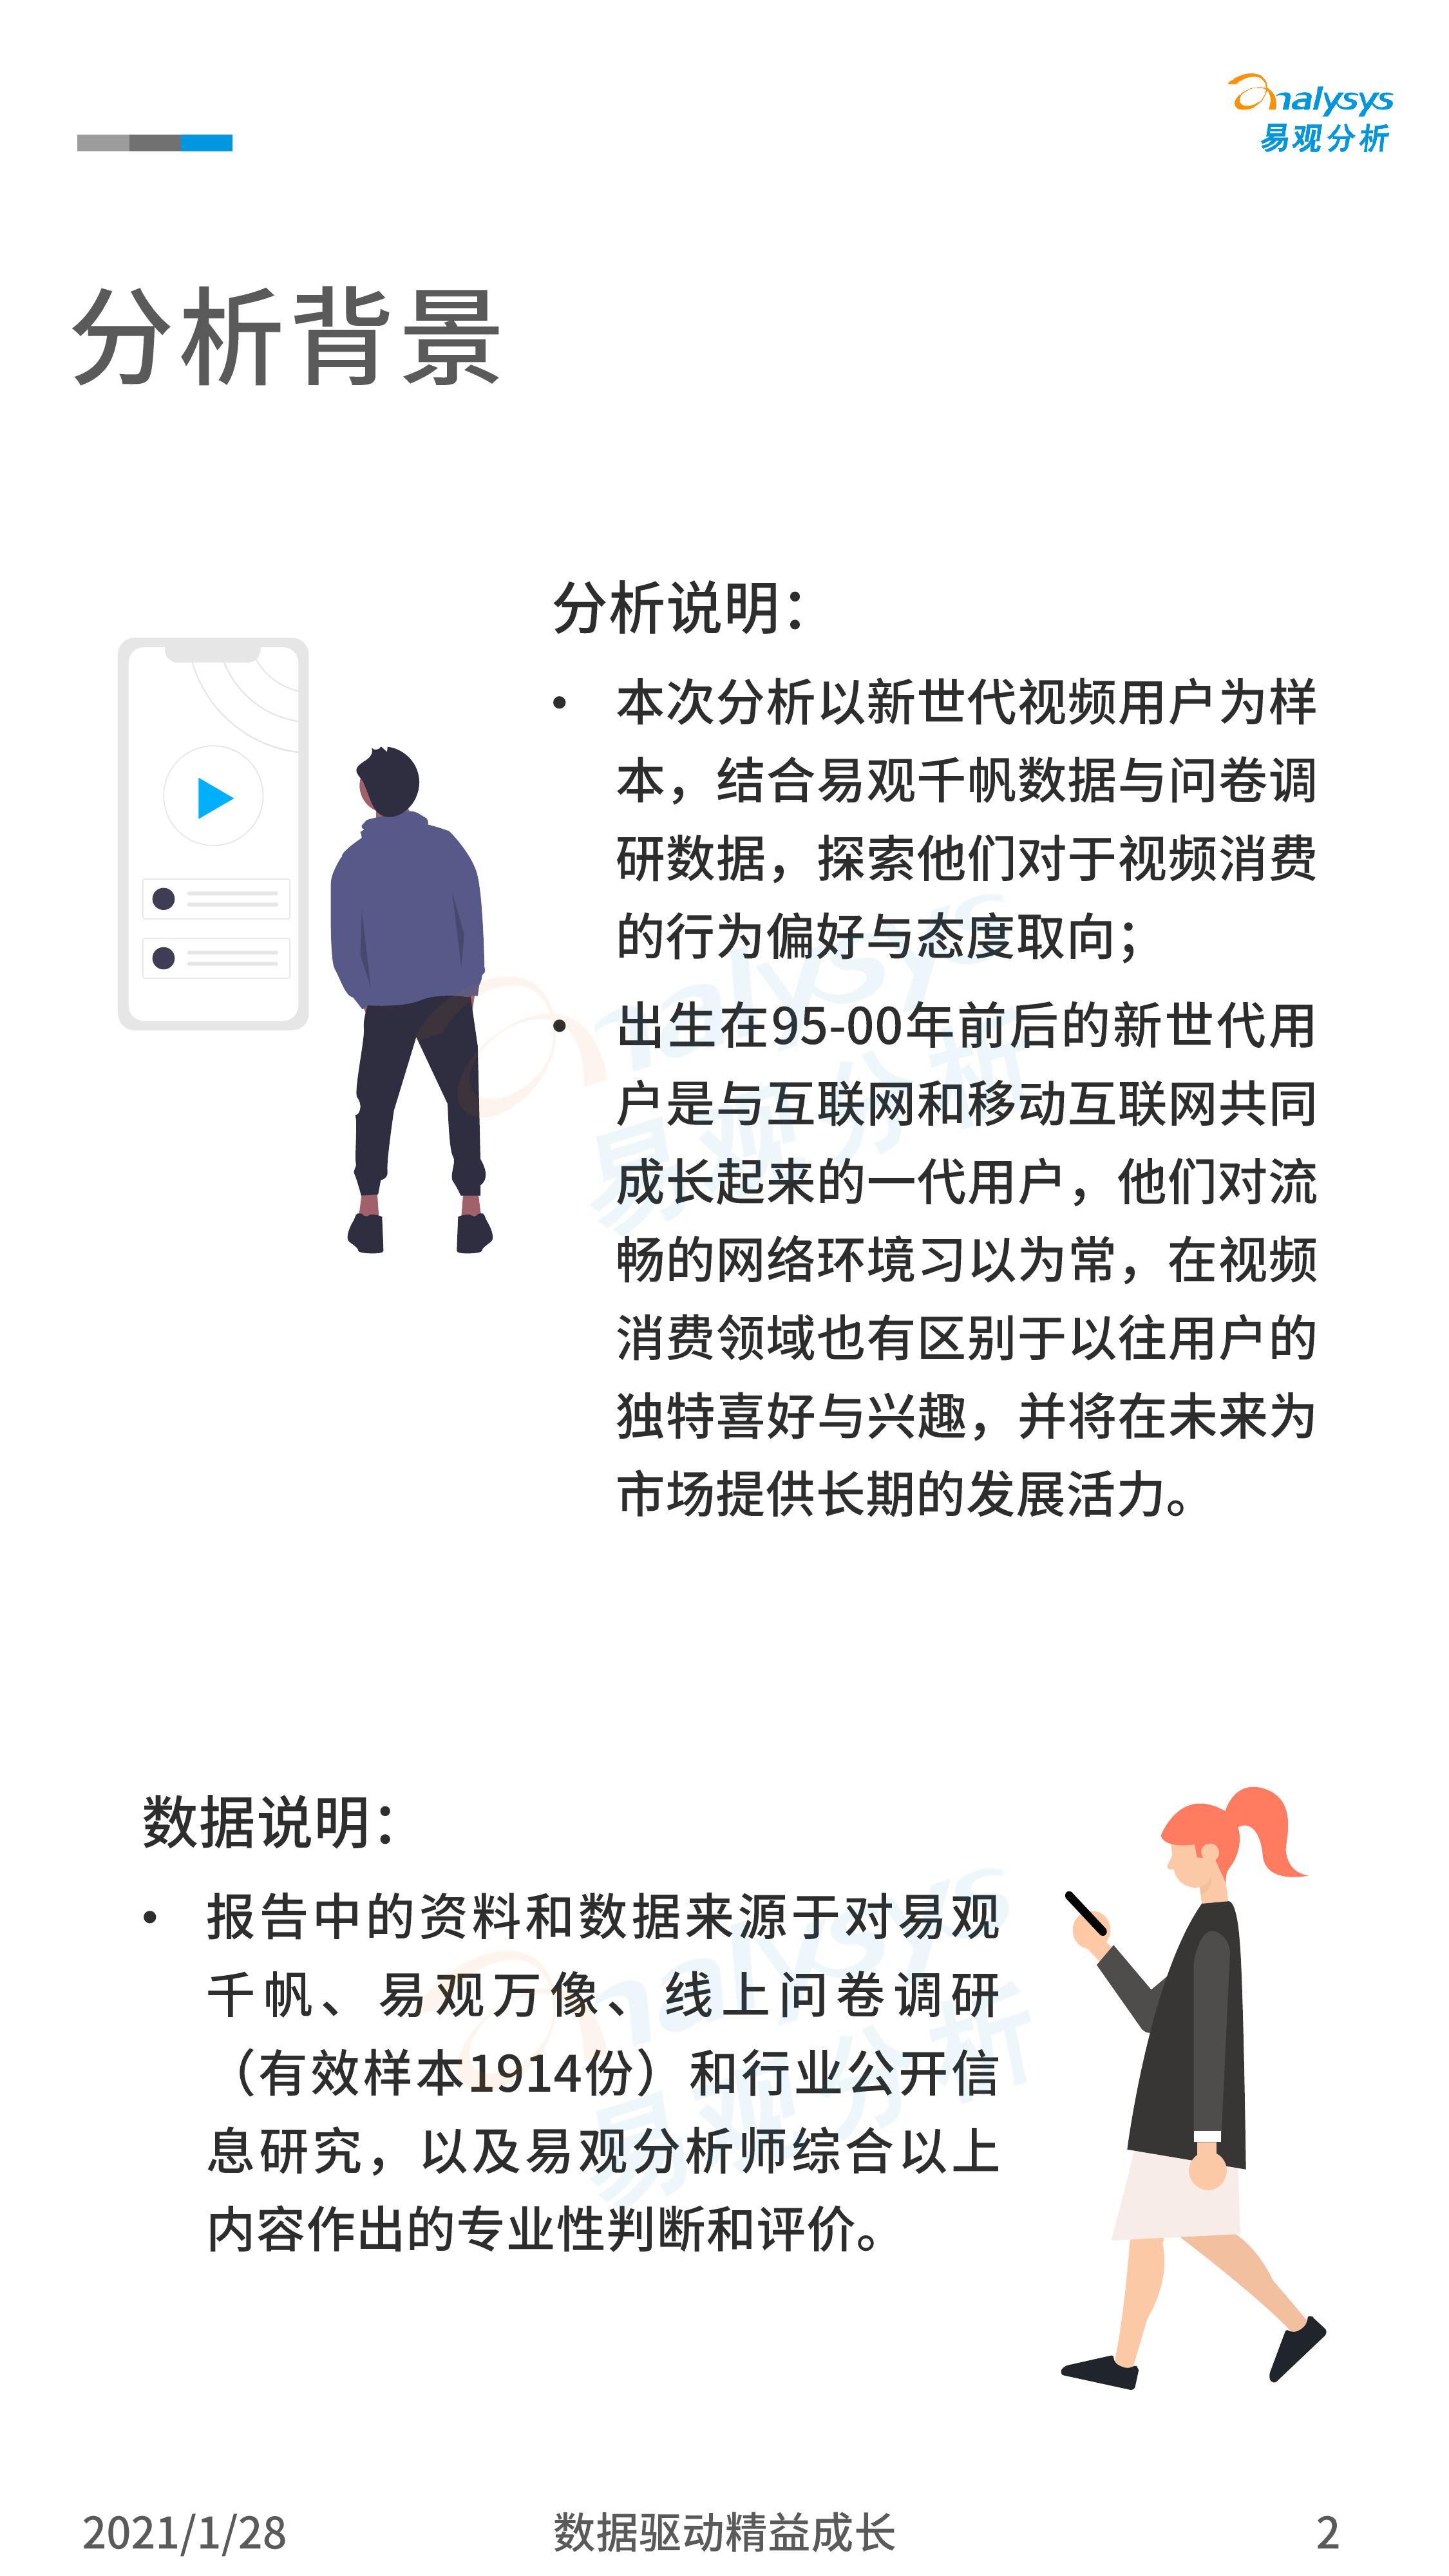 analysys
易观分析
分析背景
分析说明：
• 本次分析以新世代视频用户为样
本，结合易观千帆数据与问卷调
研数据，探索他们对于视频消费
的行为偏好与态度取向；
• 出生在95-00年前后的新世代用
户是与互联网和移动互联网共同
成长起来的一代用户，他们对流
畅的网络环境习以为常，在视频
消费领域也有区别于以往用户的
独特喜好与兴趣，并将在未来为
市场提供长期的发展活力。
analysys
易观分析
数据说明：
• 报告中的资料和数据来源于对易观
千帆、易观万像、线上问卷调研
（有效样本1914份）和行业公开信
息研究，以及易观分析师综合以上
内容作出的专业性判断和评价。
analysys
易观分析
2021/1/28
数据驱动精益成长
2